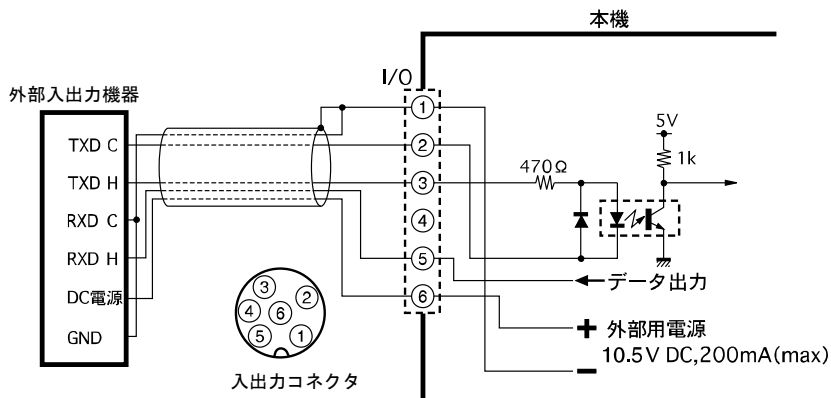 本機
I/O
外部入出力機器
TXD C
TXD H
RXD C
RXD H
DC電源
GND
1
2
3
4
5
6
470Ω
5V
1k
データ出力
+ 外部用電源
10.5V DC,200mA(max)
−
3
2
4
6
5
1
入出力コネクタ